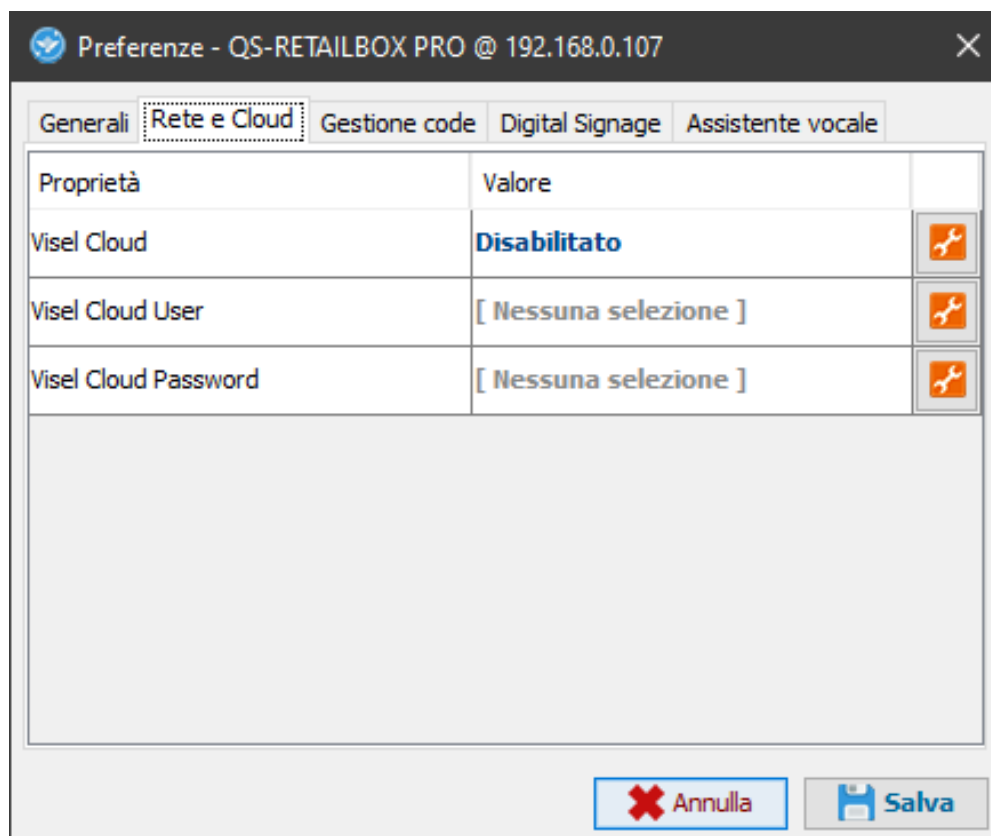 Preferenze - QS-RETAILBOX PRO @ 192.168.0.107
Generali Rete e Cloud Gestione code Digital Signage Assistente vocale
Proprietà Valore
Visel Cloud Disabilitato
Visel Cloud User [ Nessuna selezione ]
Visel Cloud Password [ Nessuna selezione ]
Annulla Salva